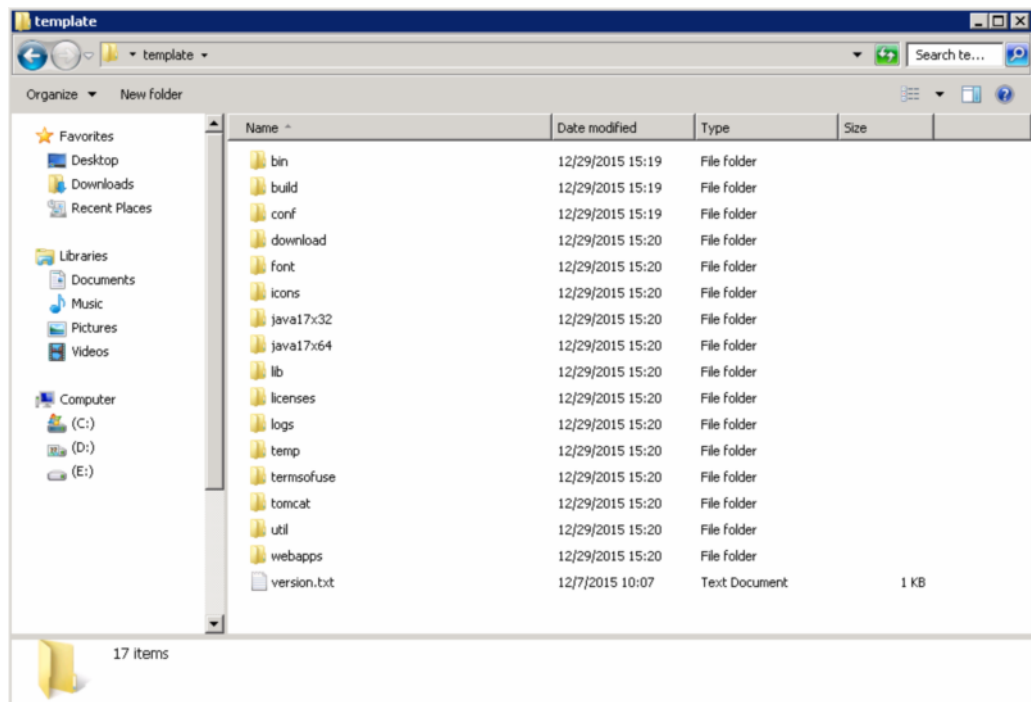 template
template
Search te...
Organize New folder
Favorites
Desktop
Downloads
Recent Places
Libraries
Documents
Music
Pictures
Videos
Computer
(C:)
(D:)
(E:)
Name Date modified Type Size
bin 12/29/2015 15:19 File folder
build 12/29/2015 15:19 File folder
conf 12/29/2015 15:19 File folder
download 12/29/2015 15:20 File folder
font 12/29/2015 15:20 File folder
icons 12/29/2015 15:20 File folder
java17x32 12/29/2015 15:20 File folder
java17x64 12/29/2015 15:20 File folder
lib 12/29/2015 15:20 File folder
licenses 12/29/2015 15:20 File folder
logs 12/29/2015 15:20 File folder
temp 12/29/2015 15:20 File folder
termsofuse 12/29/2015 15:20 File folder
tomcat 12/29/2015 15:20 File folder
util 12/29/2015 15:20 File folder
webapps 12/29/2015 15:20 File folder
version.txt 12/7/2015 10:07 Text Document 1 KB
17 items